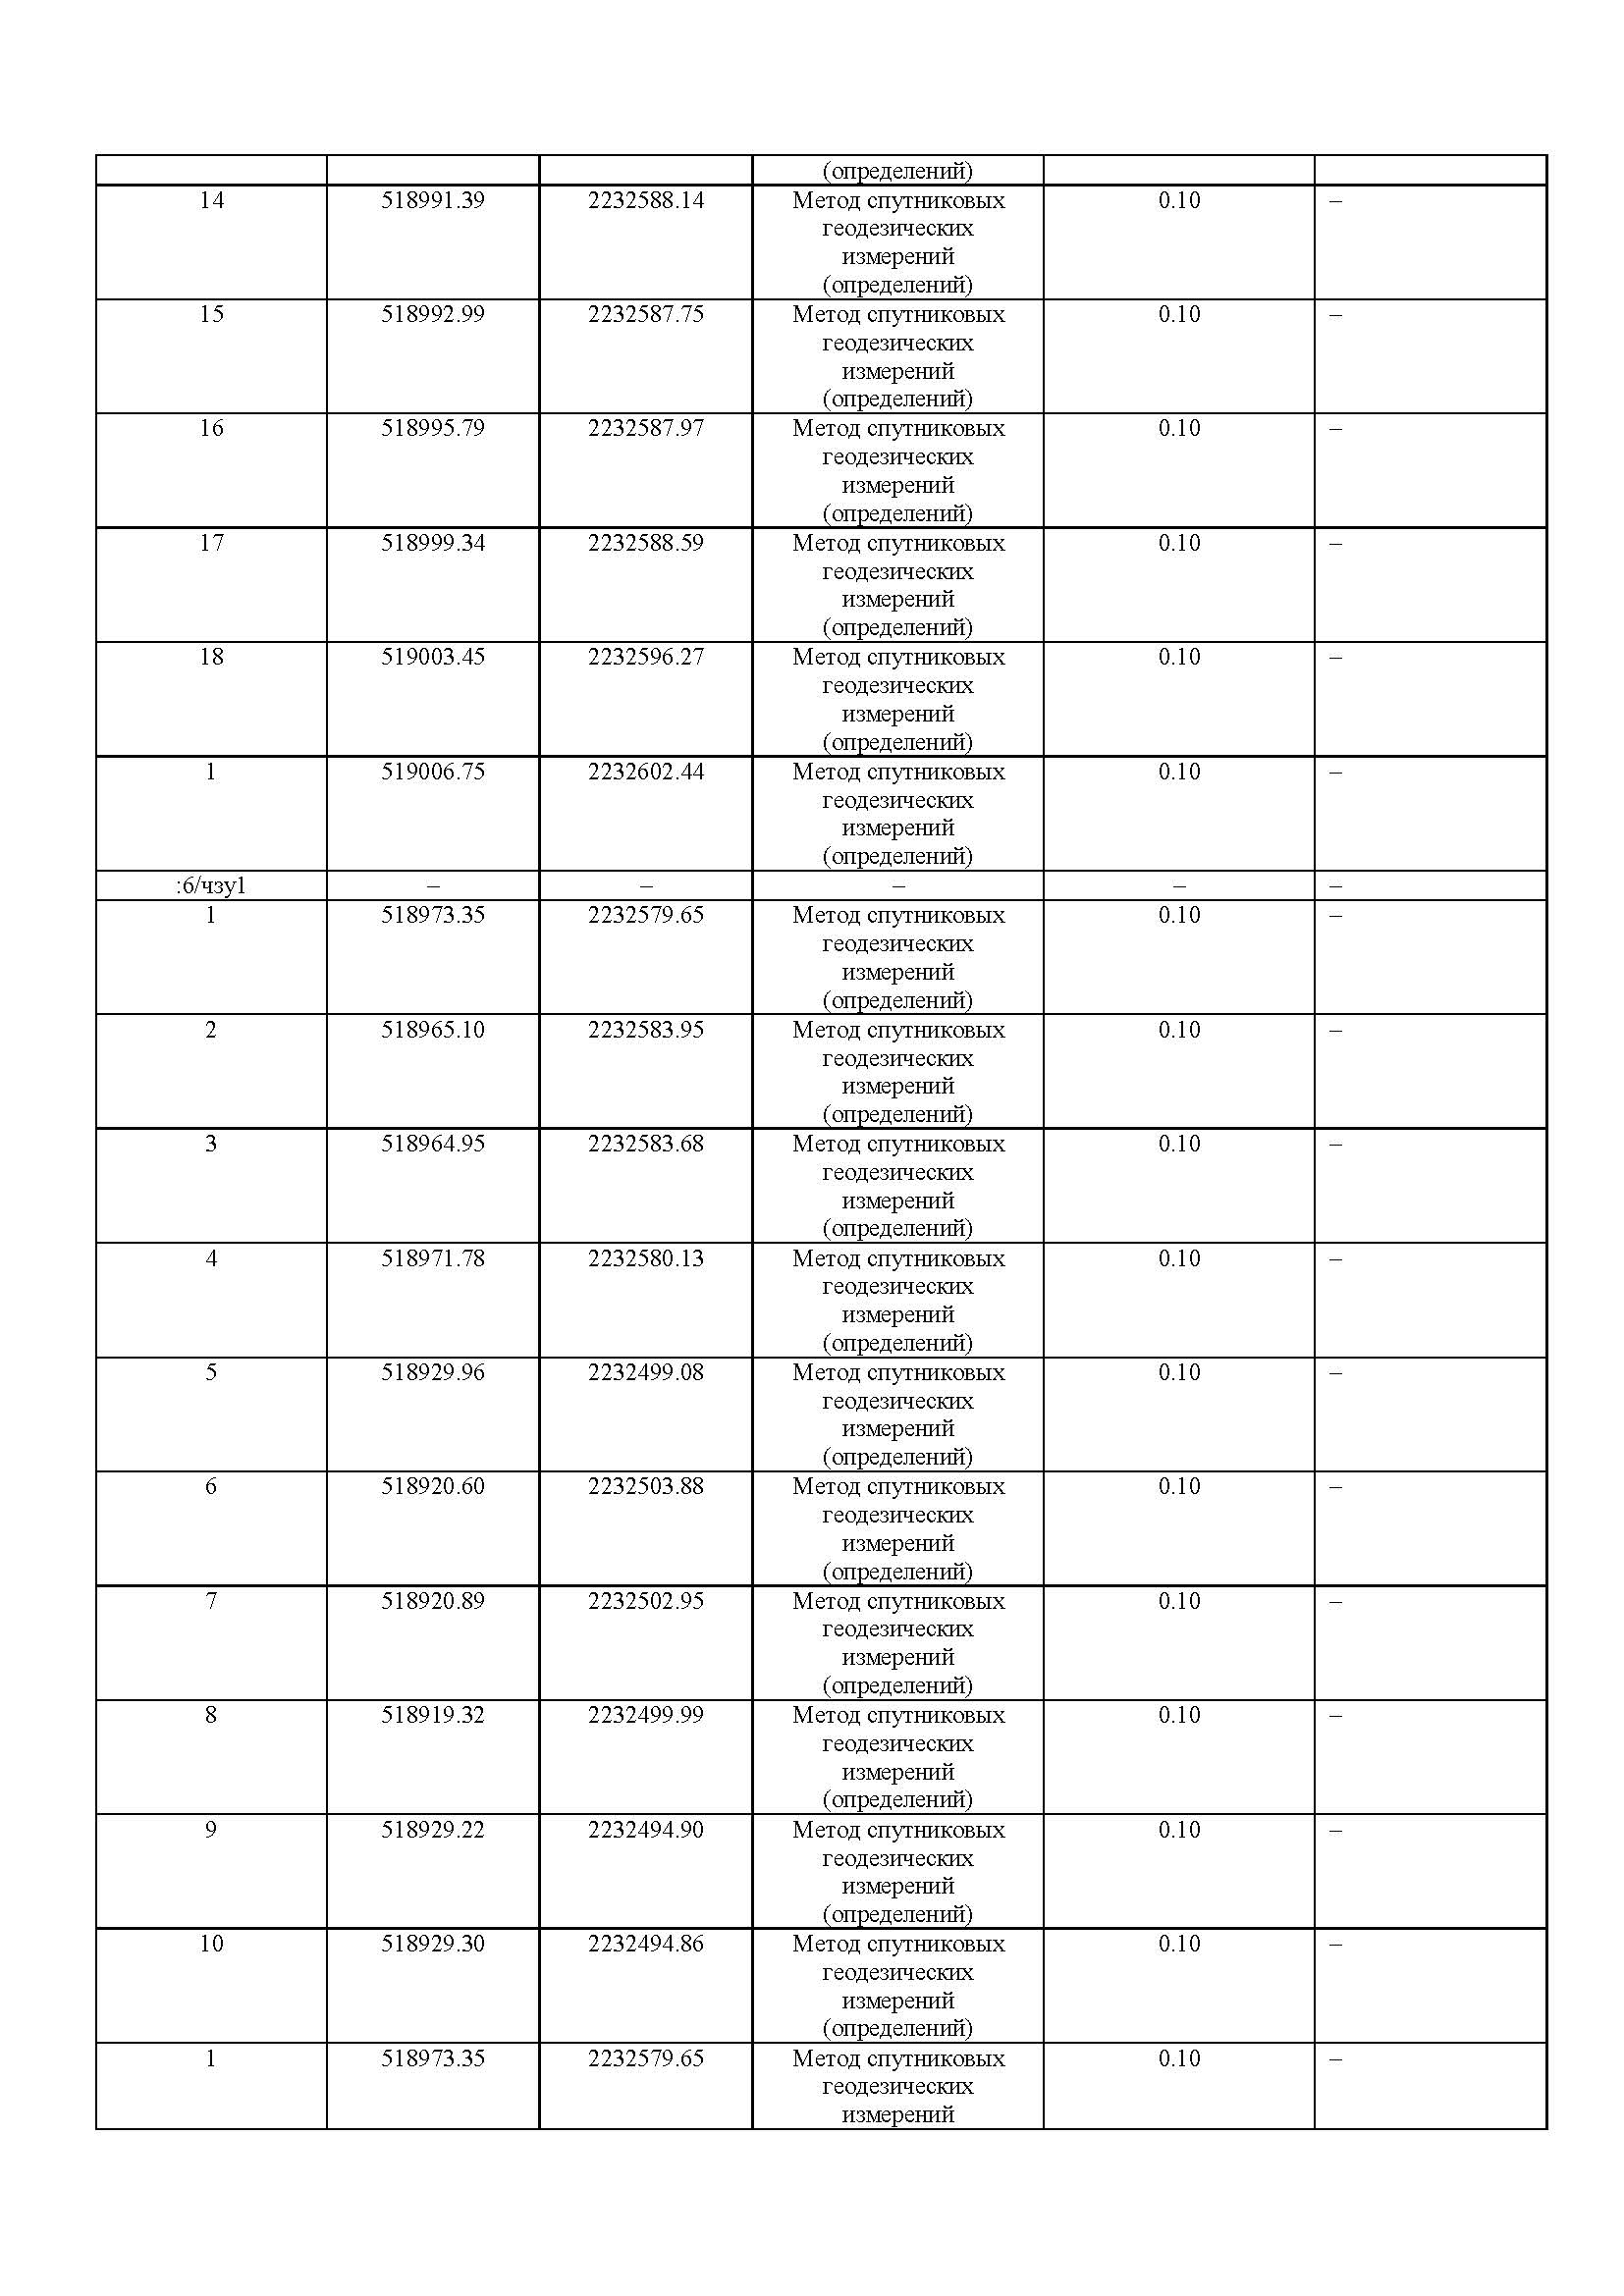 (определений)
14 518991.39 2232588.14 Метод спутниковых 0.10 –
геодезических
измерений
(определений)
15 518992.99 2232587.75 Метод спутниковых 0.10 –
геодезических
измерений
(определений)
16 518995.79 2232587.97 Метод спутниковых 0.10 –
геодезических
измерений
(определений)
17 518999.34 2232588.59 Метод спутниковых 0.10 –
геодезических
измерений
(определений)
18 519003.45 2232596.27 Метод спутниковых 0.10 –
геодезических
измерений
(определений)
1 519006.75 2232602.44 Метод спутниковых 0.10 –
геодезических
измерений
(определений)
:6/чзу1 – – – – –
1 518973.35 2232579.65 Метод спутниковых 0.10 –
геодезических
измерений
(определений)
2 518965.10 2232583.95 Метод спутниковых 0.10 –
геодезических
измерений
(определений)
3 518964.95 2232583.68 Метод спутниковых 0.10 –
геодезических
измерений
(определений)
4 518971.78 2232580.13 Метод спутниковых 0.10 –
геодезических
измерений
(определений)
5 518929.96 2232499.08 Метод спутниковых 0.10 –
геодезических
измерений
(определений)
6 518920.60 2232503.88 Метод спутниковых 0.10 –
геодезических
измерений
(определений)
7 518920.89 2232502.95 Метод спутниковых 0.10 –
геодезических
измерений
(определений)
8 518919.32 2232499.99 Метод спутниковых 0.10 –
геодезических
измерений
(определений)
9 518929.22 2232494.90 Метод спутниковых 0.10 –
геодезических
измерений
(определений)
10 518929.30 2232494.86 Метод спутниковых 0.10 –
геодезических
измерений
(определений)
1 518973.35 2232579.65 Метод спутниковых 0.10 –
геодезических
измерений